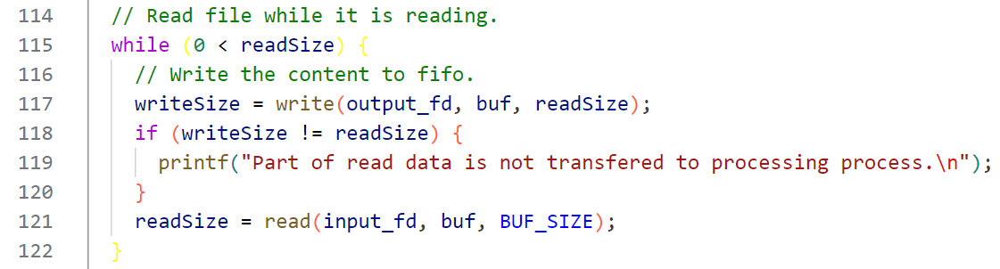 114 // Read file while it is reading.
115 while (0 < readSize) {
116 // Write the content to fifo.
117 writeSize = write(output_fd, buf, readSize);
118 if (writeSize != readSize) {
119 printf("Part of read data is not transfered to processing process.\n");
120 }
121 readSize = read(input_fd, buf, BUF_SIZE);
122 }